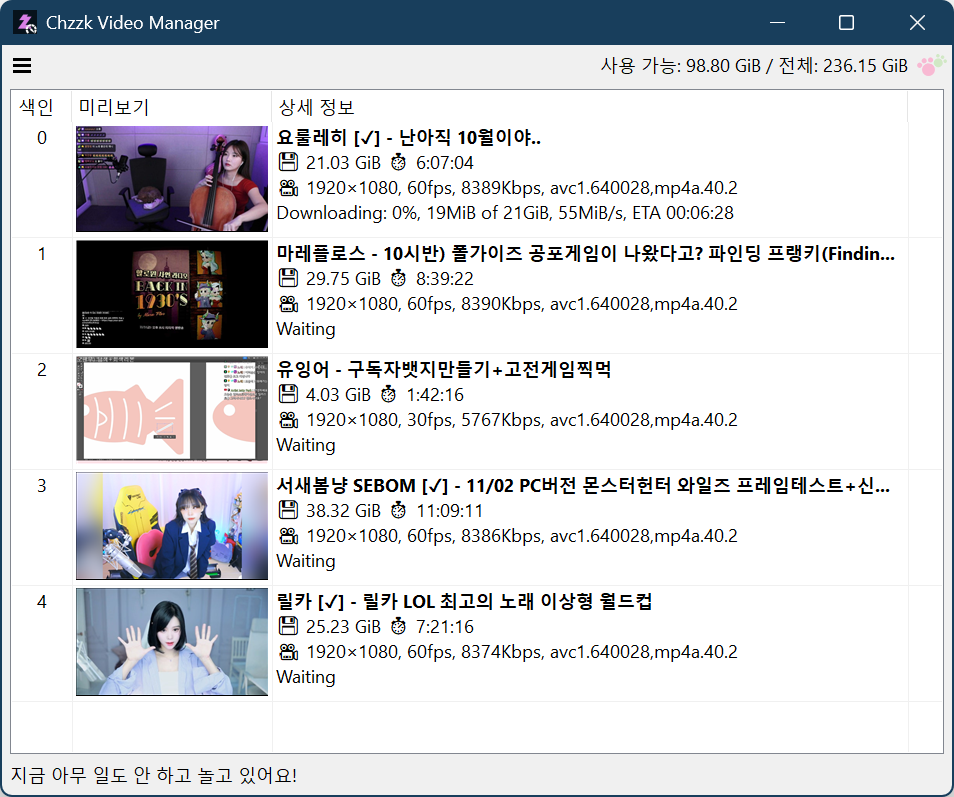 Chzzk Video Manager
사용 가능: 98.80 GiB / 전체: 236.15 GiB
색인 미리보기 상세 정보
0
요룰레히 [✓] - 난아직 10월이야..
21.03 GiB 6:07:04
1920×1080, 60fps, 8389Kbps, avc1.640028,mp4a.40.2
Downloading: 0%, 19MiB of 21GiB, 55MiB/s, ETA 00:06:28
1
할로윈 사연 라디오
BACK IN
1930'S
마레플로스 - 10시반) 폴가이즈 공포게임이 나왔다고? 파인딩 프랭키(Findin...
29.75 GiB 8:39:22
1920×1080, 60fps, 8390Kbps, avc1.640028,mp4a.40.2
Waiting
2
유잉어 - 구독자뱃지만들기+고전게임찍먹
4.03 GiB 1:42:16
1920×1080, 30fps, 5767Kbps, avc1.640028,mp4a.40.2
Waiting
3
서새봄냥 SEBOM [✓] - 11/02 PC버전 몬스터헌터 와일즈 프레임테스트+신...
38.32 GiB 11:09:11
1920×1080, 60fps, 8386Kbps, avc1.640028,mp4a.40.2
Waiting
4
릴카 [✓] - 릴카 LOL 최고의 노래 이상형 월드컵
25.23 GiB 7:21:16
1920×1080, 60fps, 8374Kbps, avc1.640028,mp4a.40.2
Waiting
지금 아무 일도 안 하고 놀고 있어요!